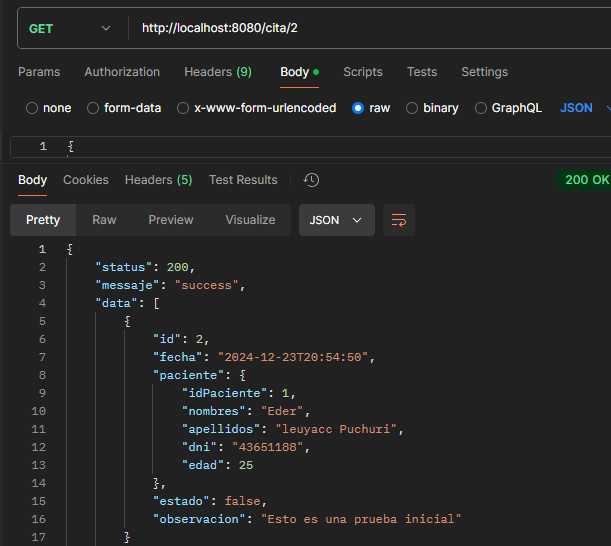 GET http://localhost:8080/cita/2
Params Authorization Headers (9) Body Scripts Tests Settings
none form-data x-www-form-urlencoded raw binary GraphQL JSON
1 {
Body Cookies Headers (5) Test Results 200 OK
Pretty Raw Preview Visualize JSON
1 {
2 "status": 200,
3 "messaje": "success",
4 "data": [
5 {
6 "id": 2,
7 "fecha": "2024-12-23T20:54:50",
8 "paciente": {
9 "idPaciente": 1,
10 "nombres": "Eder",
11 "apellidos": "leuyacc Puchuri",
12 "dni": "43651188",
13 "edad": 25
14 },
15 "estado": false,
16 "observacion": "Esto es una prueba inicial"
17 }